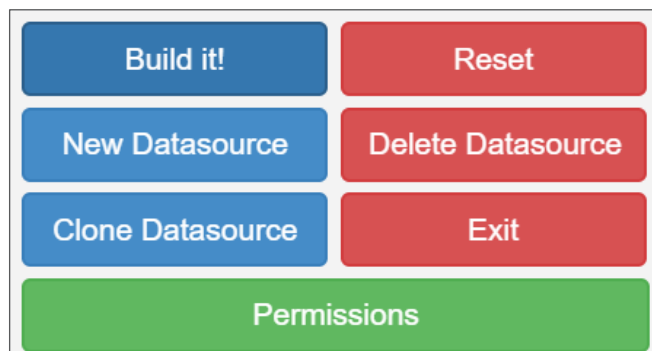 Build it!
Reset
New Datasource
Delete Datasource
Clone Datasource
Exit
Permissions